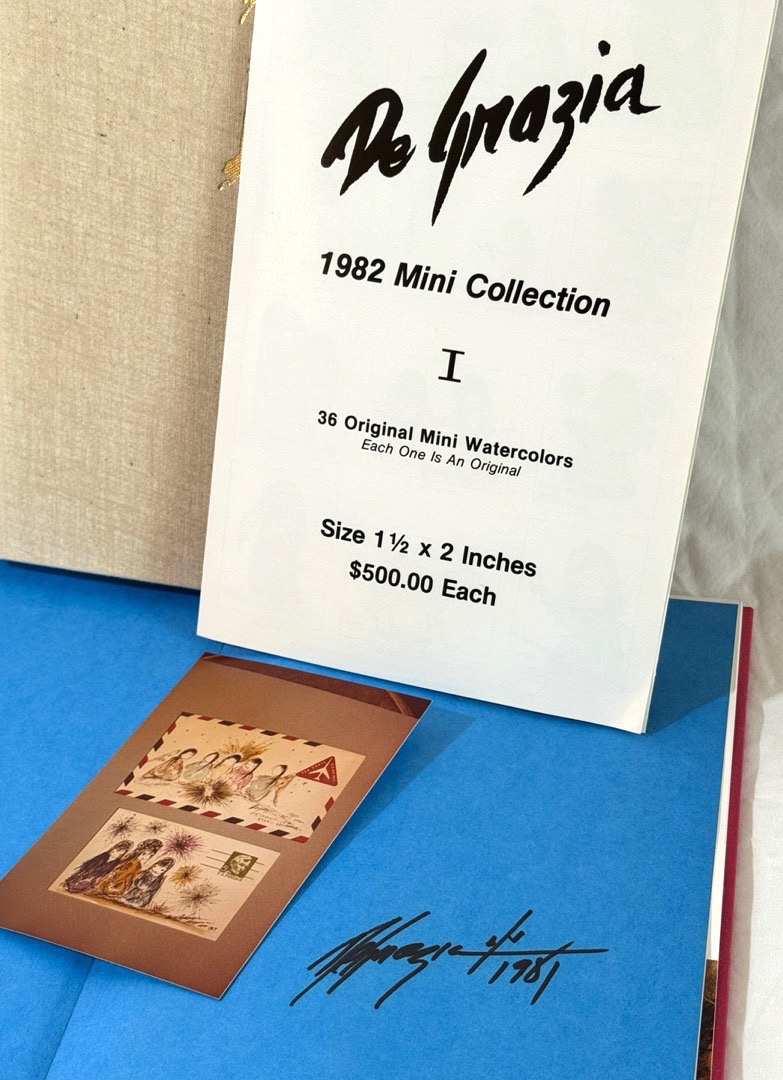 De Grazia
1982 Mini Collection
I
36 Original Mini Watercolors
Each One Is An Original
Size 1½ x 2 Inches
$500.00 Each
DeGrazia
1981